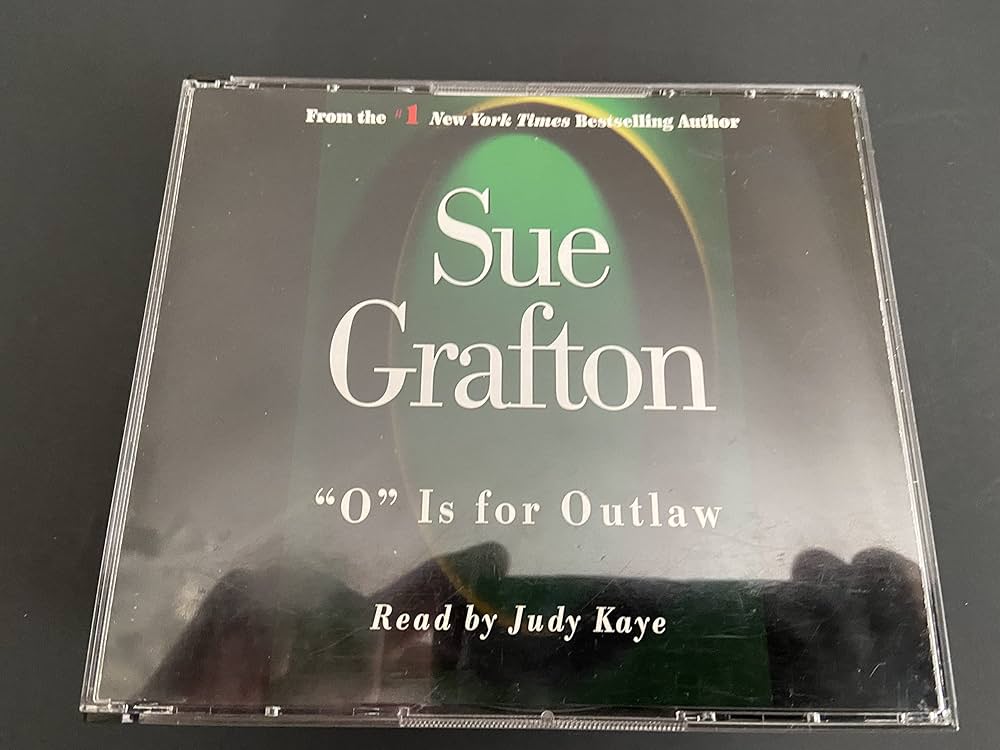 From the #1 New York Times Bestselling Author
Sue
Grafton
“O” Is for Outlaw
Read by Judy Kaye